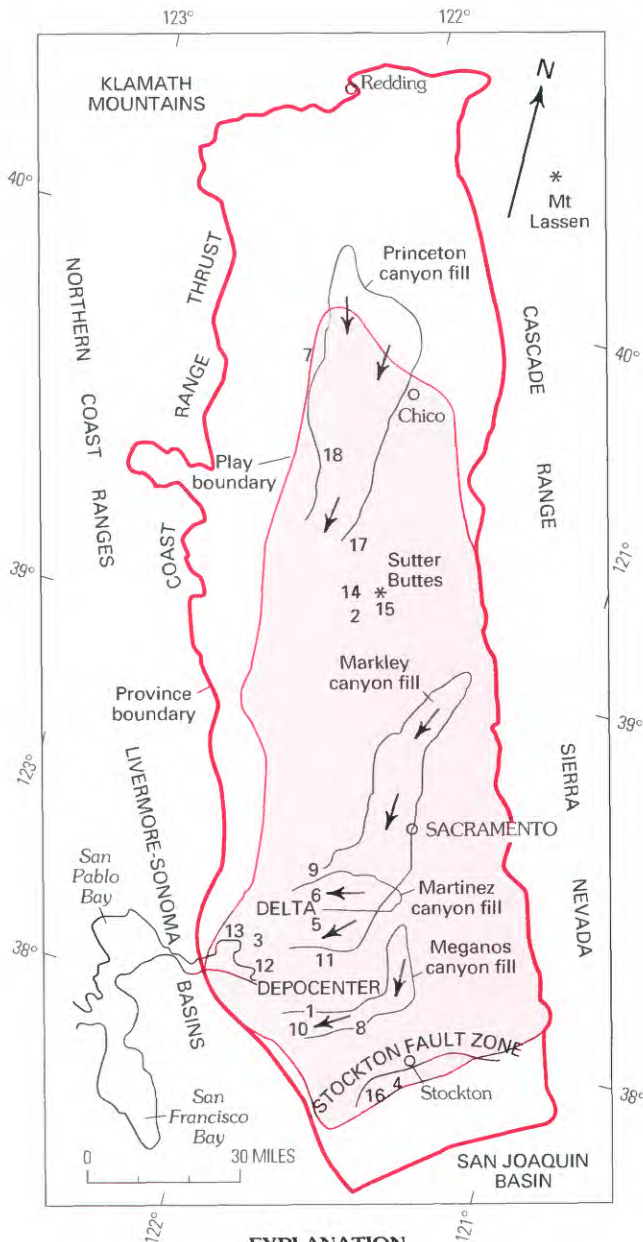 123°
122°
KLAMATH
MOUNTAINS
Redding
N
*
Mt
Lassen
40°
Princeton
canyon fill
NORTHERN
COAST
RANGES
COAST
RANGE
THRUST
CASCADE
RANGE
40°
7
Chico
Play
boundary
18
17
121°
39°
Sutter
Buttes
14 *
15
2
Markley
canyon fill
Province
boundary
39°
123°
LIVERMORE-SONOMA
BASINS
SIERRA
NEVADA
San
Pablo
Bay
SACRAMENTO
9
6
Martinez
canyon fill
DELTA
5
13
3
38°
11
12
Meganos
canyon fill
DEPOCENTER
1
10
8
STOCKTON FAULT ZONE
16
4
Stockton
38°
San
Francisco
Bay
0
30 MILES
SAN JOAQUIN
BASIN
122°
121°
EXPLANATION